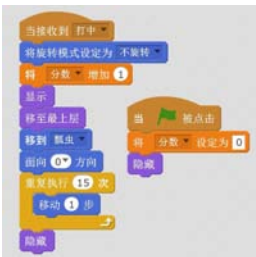 当接收到 打中
将旋转模式设定为 不旋转
将 分数 增加 1
显示
移至最上层
移到 瓢虫
面向 0 方向
重复执行 15 次
移动 1 步
隐藏
当 被点击
将 分数 设定为 0
隐藏